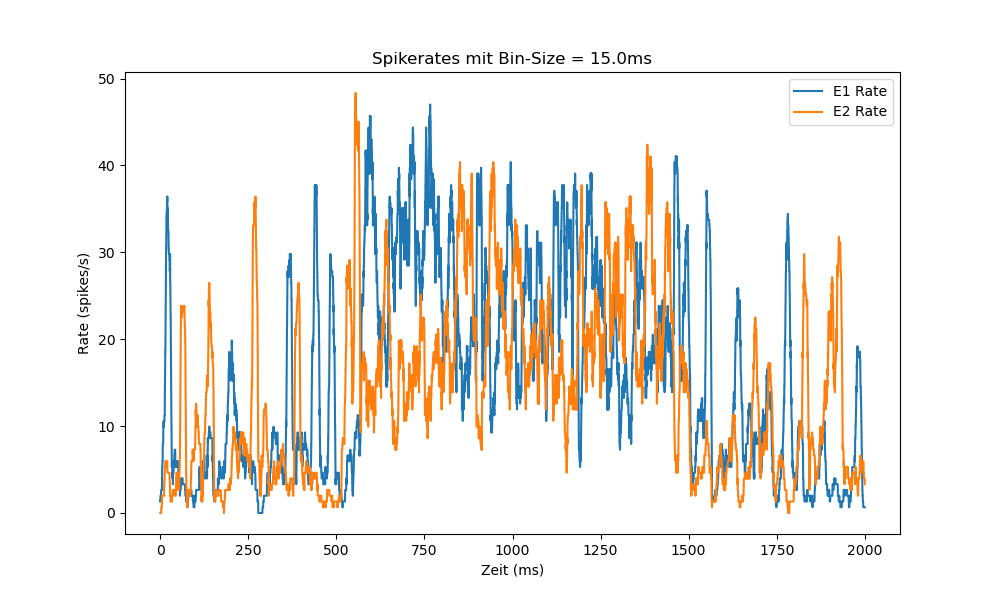 Spikerates mit Bin-Size = 15.0ms
50
40
30
20
10
0
Rate (spikes/s)
E1 Rate
E2 Rate
0 250 500 750 1000 1250 1500 1750 2000
Zeit (ms)